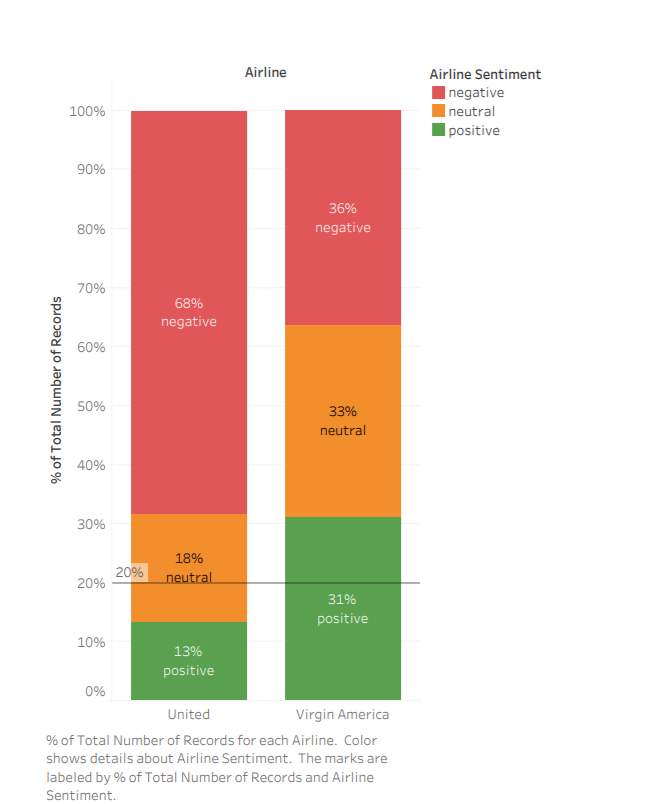 Airline
Airline Sentiment
negative
neutral
positive
% of Total Number of Records
100%
90%
80%
70%
60%
50%
40%
30%
20%
10%
0%
68%
negative
18%
neutral
13%
positive
20%
36%
negative
33%
neutral
31%
positive
United
Virgin America
% of Total Number of Records for each Airline.  Color
shows details about Airline Sentiment.  The marks are
labeled by % of Total Number of Records and Airline
Sentiment.